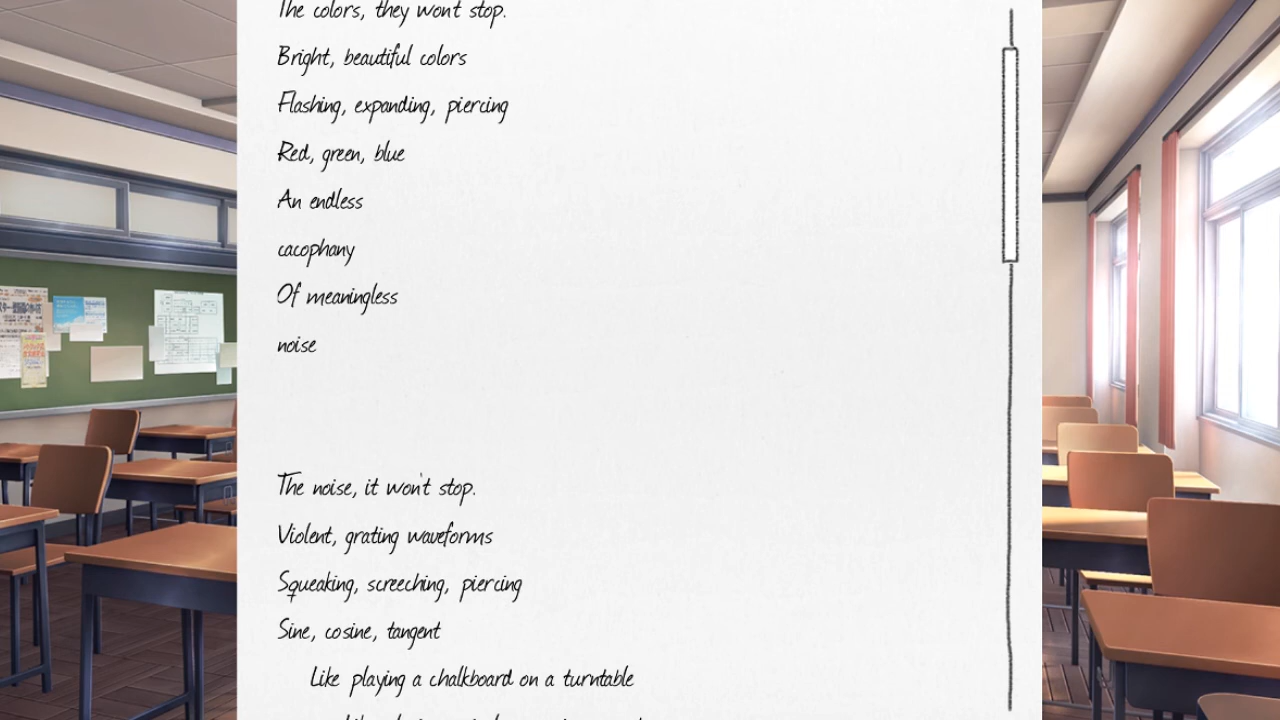 The colors, they won't stop.
Bright, beautiful colors
Flashing, expanding, piercing
Red, green, blue
An endless
cacophany
Of meaningless
noise
The noise, it won't stop.
Violent, grating waveforms
Squeaking, screeching, piercing
Sine, cosine, tangent
Like playing a chalkboard on a turntable